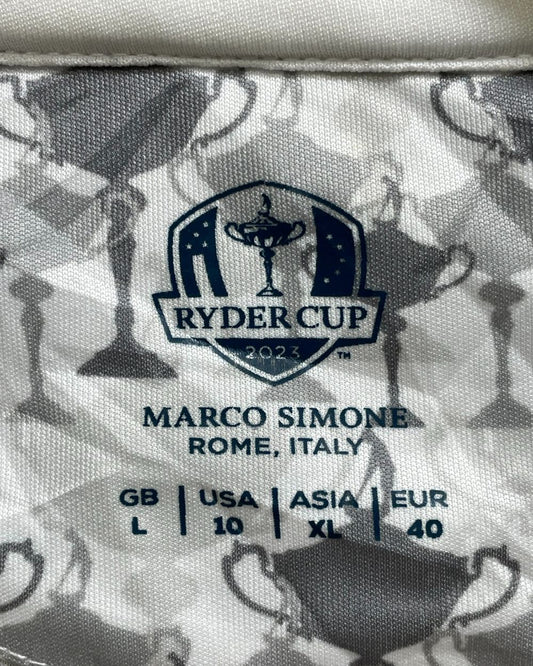 RYDER CUP
2023 ™
MARCO SIMONE
ROME, ITALY
GB | USA | ASIA | EUR
L | 10 | XL | 40